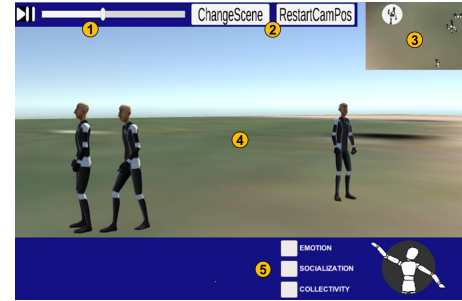 ChangeScene RestartCamPos
1
2
3
4
EMOTION
5 SOCIALIZATION
COLLECTIVITY